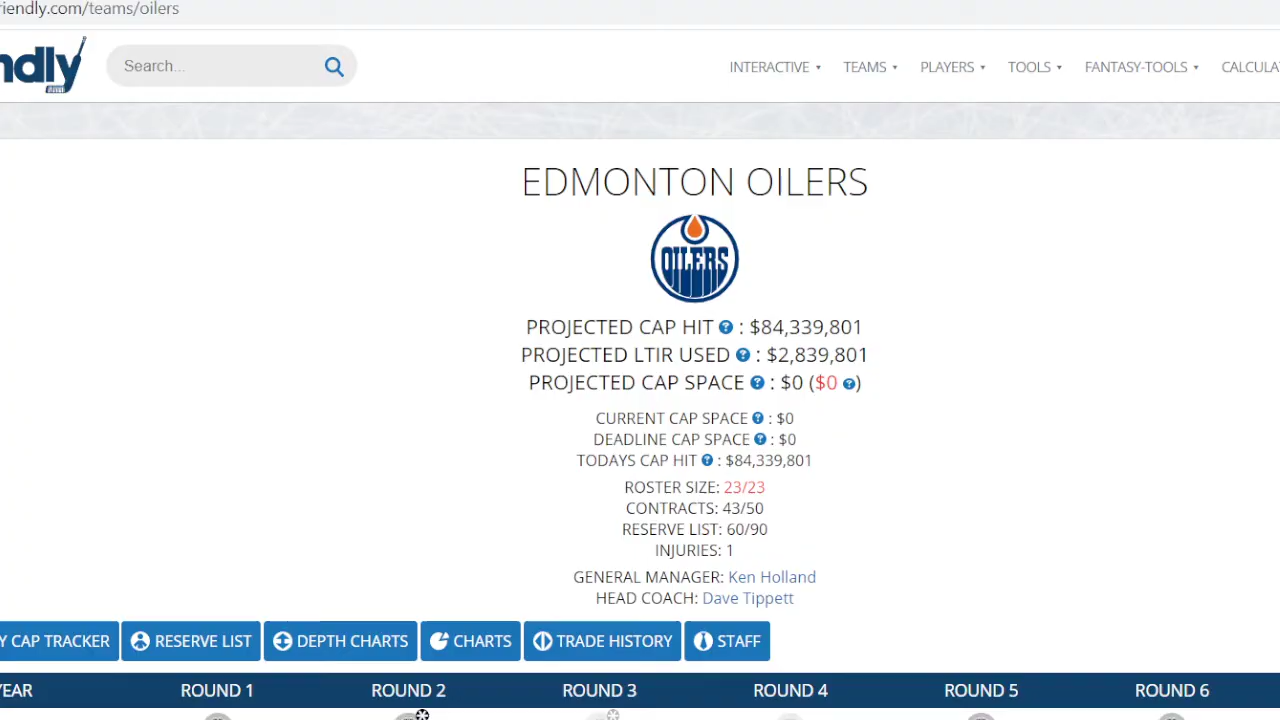 riendly.com/teams/oilers
ndly
Search...
INTERACTIVE
TEAMS
PLAYERS
TOOLS
FANTASY-TOOLS
CALCULA
EDMONTON OILERS
OILERS
PROJECTED CAP HIT ? : $84,339,801
PROJECTED LTIR USED ? : $2,839,801
PROJECTED CAP SPACE ? : $0 ($0 ?)
CURRENT CAP SPACE ? : $0
DEADLINE CAP SPACE ? : $0
TODAYS CAP HIT ? : $84,339,801
ROSTER SIZE: 23/23
CONTRACTS: 43/50
RESERVE LIST: 60/90
INJURIES: 1
GENERAL MANAGER: Ken Holland
HEAD COACH: Dave Tippett
Y CAP TRACKER
RESERVE LIST
DEPTH CHARTS
CHARTS
TRADE HISTORY
STAFF
YEAR
ROUND 1
ROUND 2
ROUND 3
ROUND 4
ROUND 5
ROUND 6